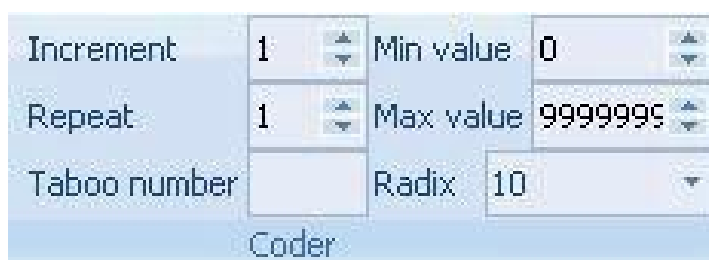 Increment 1 Min value 0
Repeat 1 Max value 9999999
Taboo number Radix 10
Coder